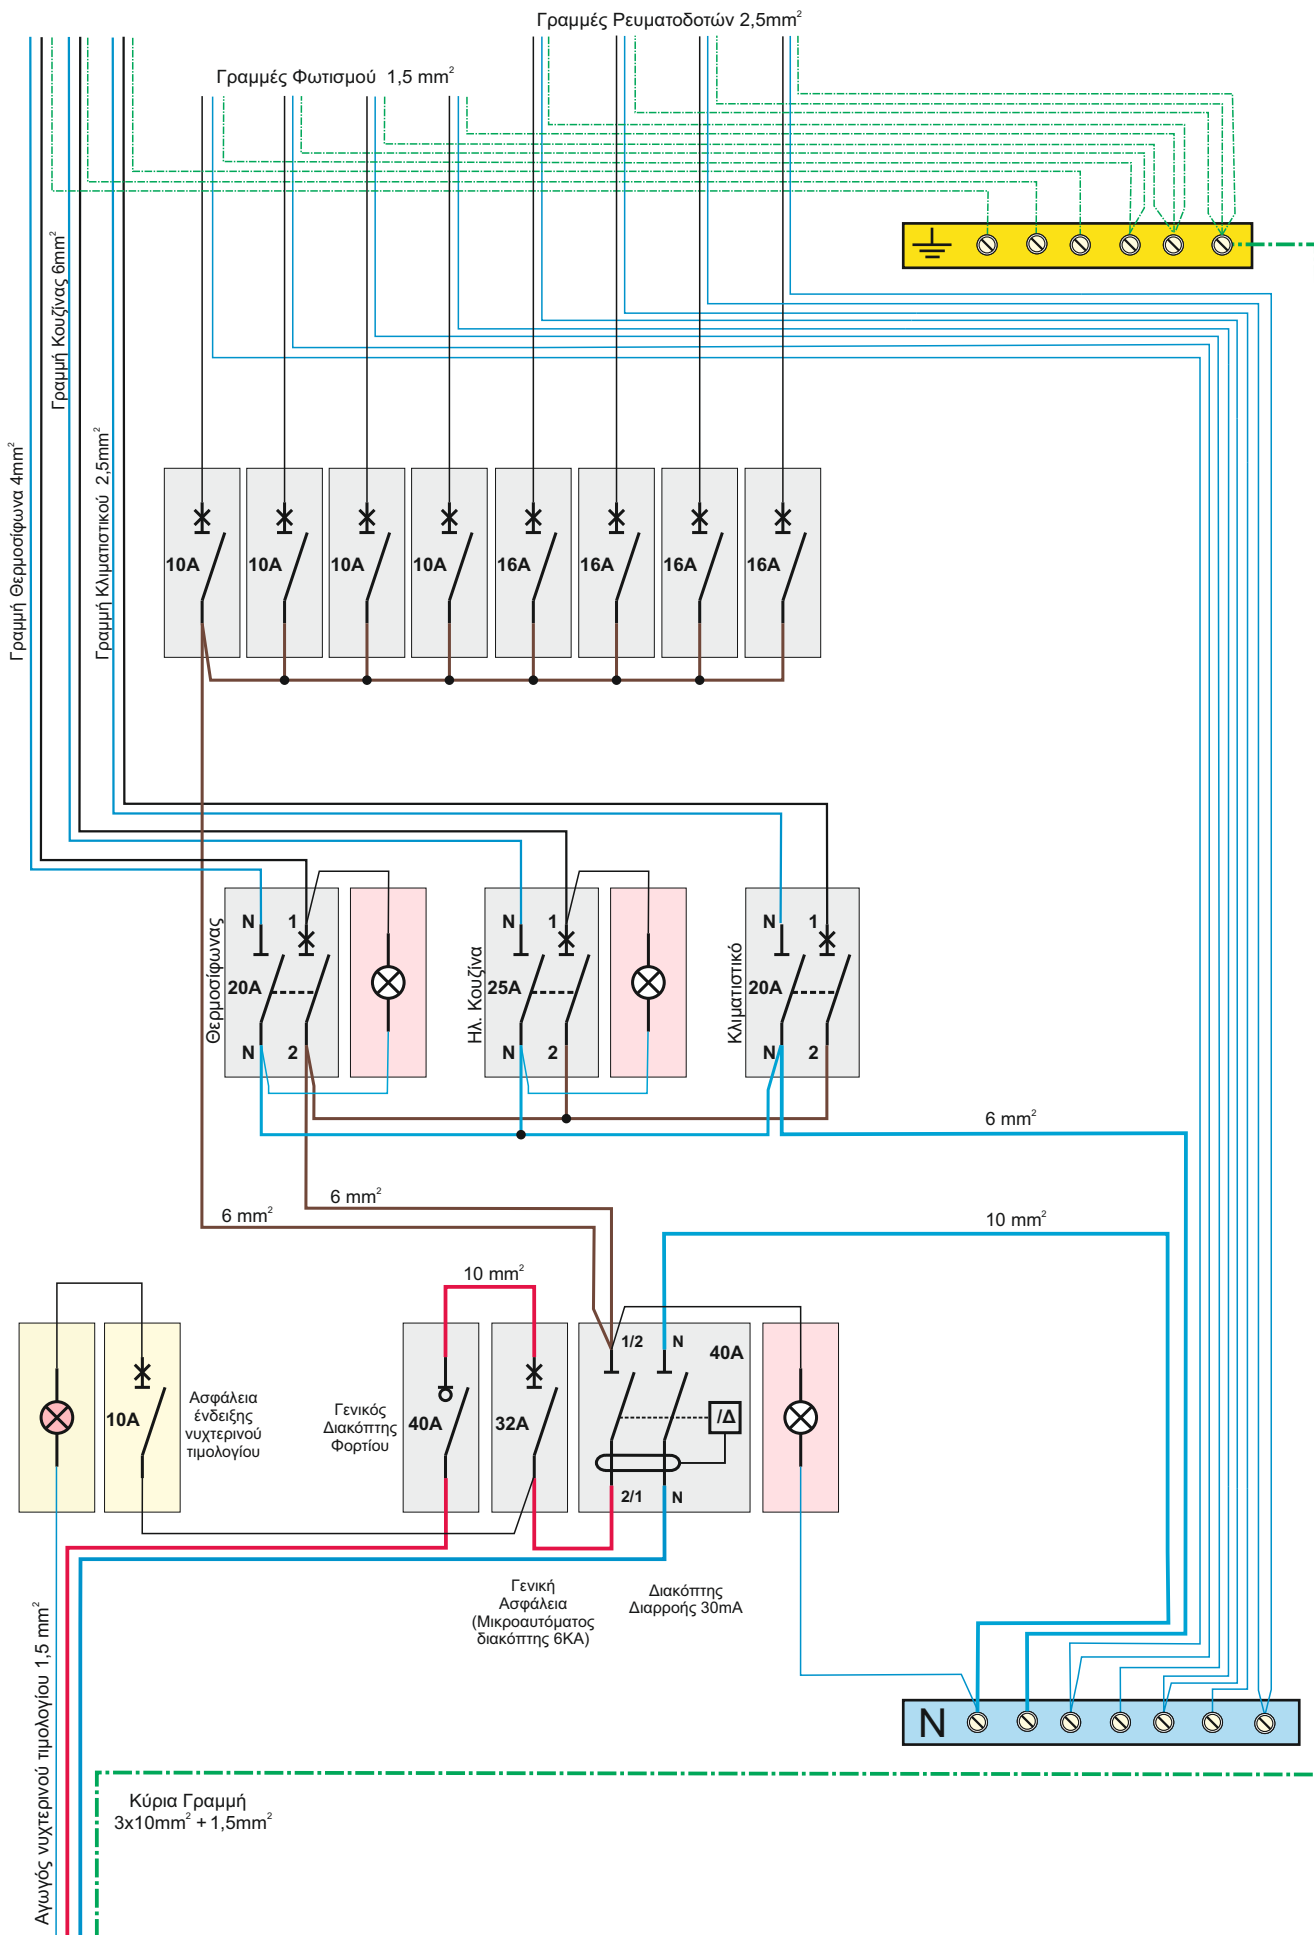 Γραμμές Ρευματοδοτών 2,5mm²
Γραμμές Φωτισμού 1,5 mm²
Γραμμή Θερμοσίφωνα 4mm²
Γραμμή Κουζίνας 6mm²
Γραμμή Κλιματιστικού 2,5mm²
10A
10A
10A
10A
16A
16A
16A
16A
Θερμοσίφωνας
N 1
20A
N 2
Ηλ. Κουζίνα
N 1
25A
N 2
Κλιματιστικό
N 1
20A
N 2
6 mm²
6 mm²
6 mm²
10 mm²
10 mm²
10A
Ασφάλεια
ένδειξης
νυχτερινού
τιμολογίου
Γενικός
Διακόπτης
Φορτίου
40A
32A
1/2 N
40A
/Δ
2/1 N
Γενική
Ασφάλεια
(Μικροαυτόματος
διακόπτης 6KA)
Διακόπτης
Διαρροής 30mA
N
Αγωγός νυχτερινού τιμολογίου 1,5 mm²
Κύρια Γραμμή
3x10mm² + 1,5mm²